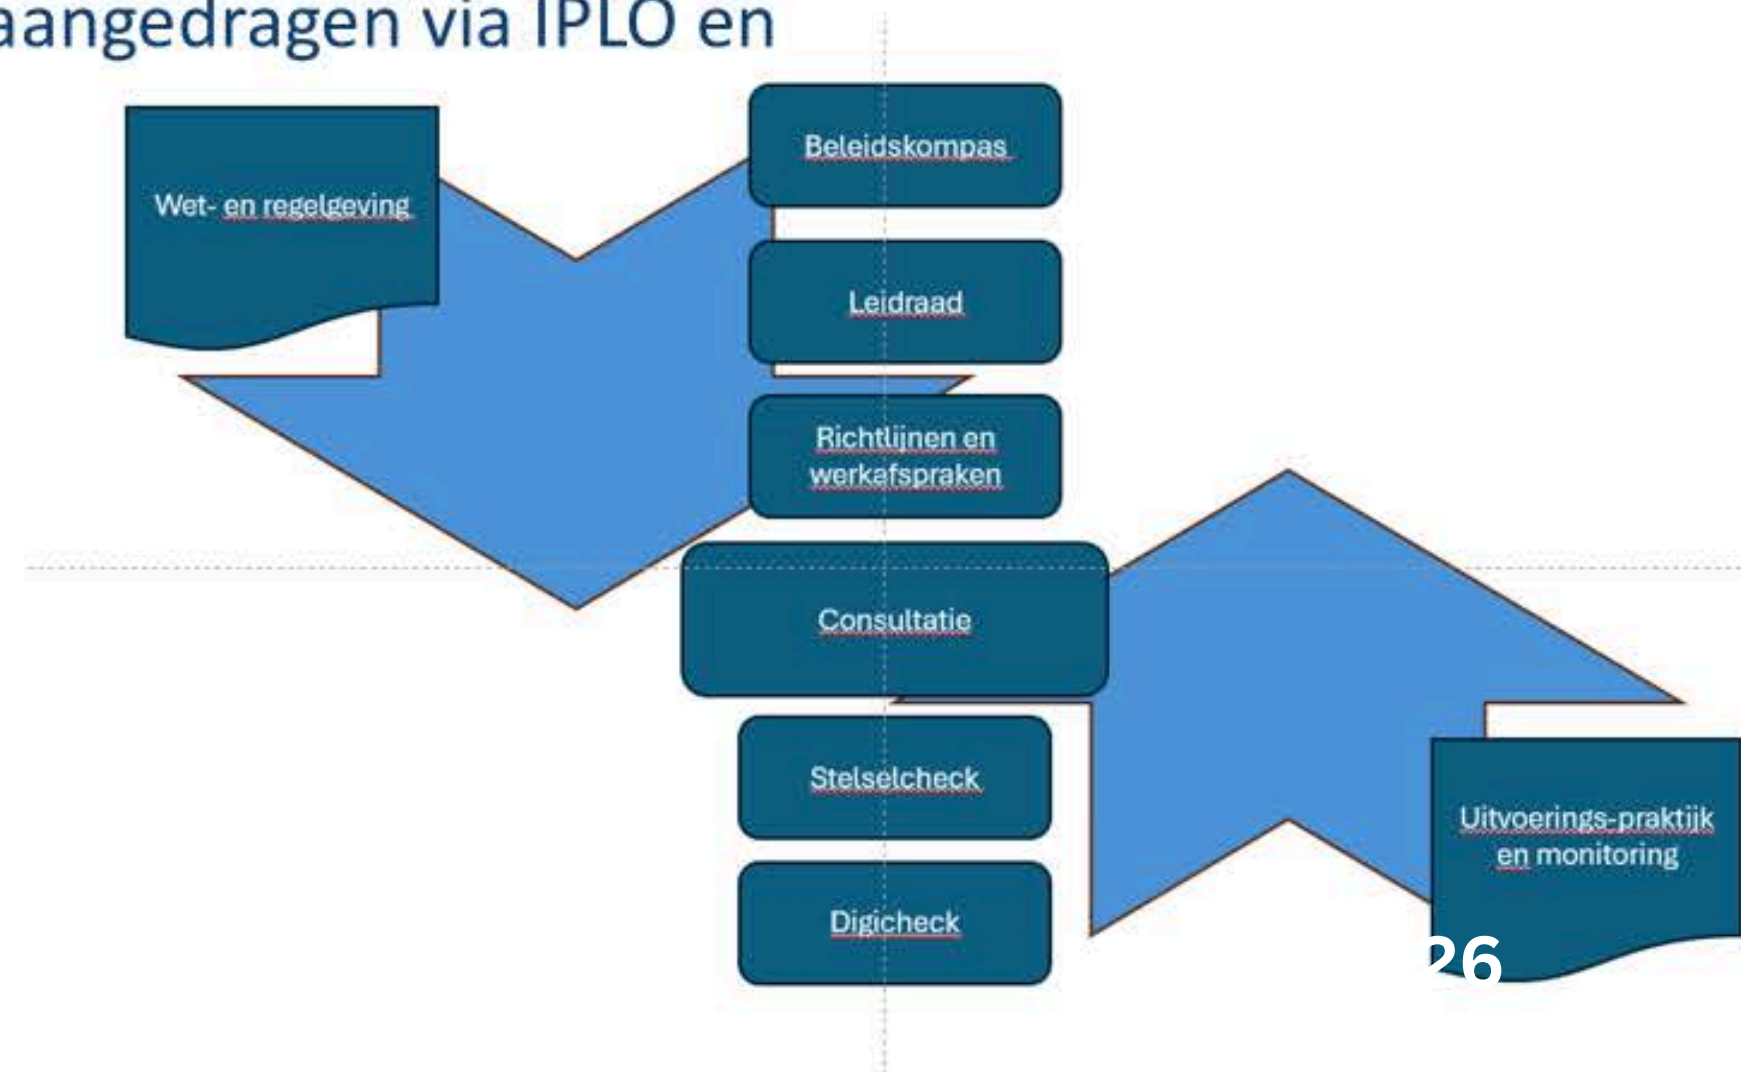 aangedragen via IPLO en
Wet- en regelgeving
Beleidskompas
Leidraad
Richtlijnen en
werkafspraken
Consultatie
Stelselcheck
Digicheck
Uitvoerings-praktijk
en monitoring
26